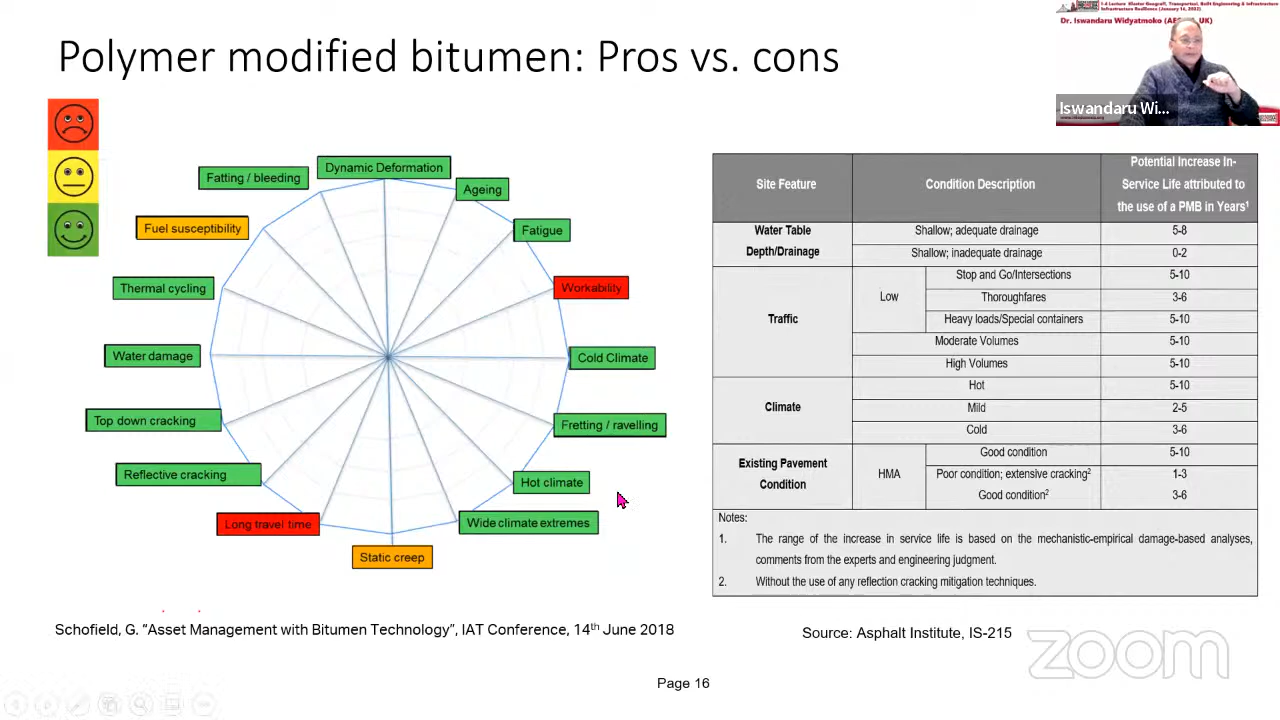 Polymer modified bitumen: Pros vs. cons
Infrastructure Resilience (January 14, 2022)
Iswandaru Wi...
Dynamic Deformation
Fatting / bleeding
Ageing
Fuel susceptibility
Fatigue
Thermal cycling
Workability
Water damage
Cold Climate
Top down cracking
Fretting / ravelling
Reflective cracking
Hot climate
Long travel time
Wide climate extremes
Static creep
Site Feature Condition Description Potential Increase In-
Service Life attributed to
the use of a PMB in Years1
Water Table
Depth/Drainage
Shallow; adequate drainage 5-8
Shallow; inadequate drainage 0-2
Traffic
Low
Stop and Go/Intersections 5-10
Thoroughfares 3-6
Heavy loads/Special containers 5-10
Moderate Volumes 5-10
High Volumes 5-10
Climate
Hot 5-10
Mild 2-5
Cold 3-6
Existing Pavement
Condition
HMA
Good condition 5-10
Poor condition; extensive cracking2 1-3
Good condition2 3-6
Notes:
1. The range of the increase in service life is based on the mechanistic-empirical damage-based analyses,
comments from the experts and engineering judgment.
2. Without the use of any reflection cracking mitigation techniques.
Schofield, G. “Asset Management with Bitumen Technology”, IAT Conference, 14th June 2018
Source: Asphalt Institute, IS-215
zoom
Page 16